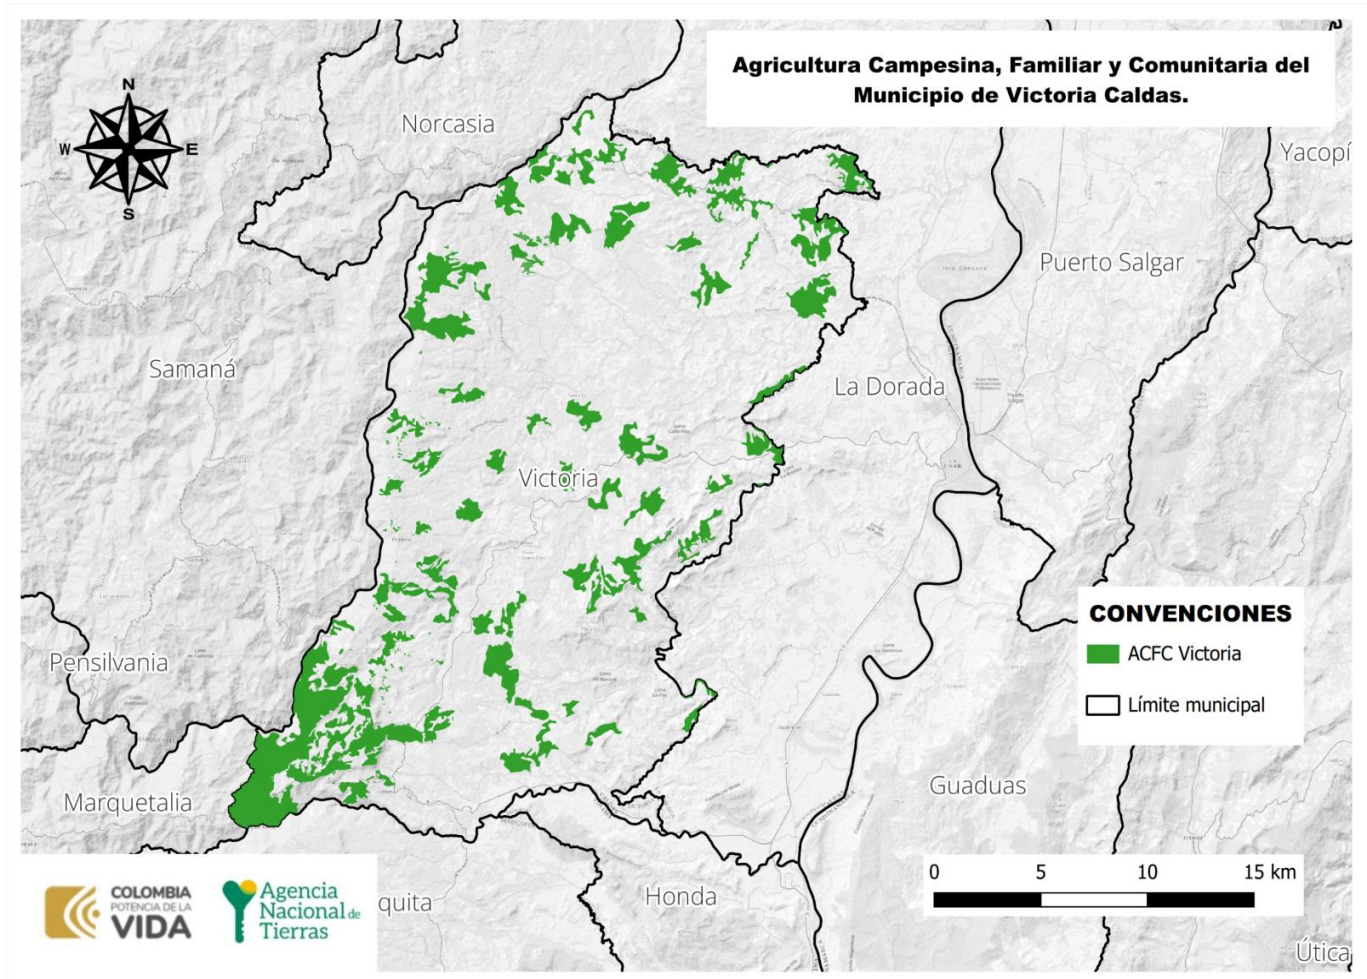 Agricultura Campesina, Familiar y Comunitaria del
Municipio de Victoria Caldas.
N
W
E
S
Norcasia
Yacopí
Puerto Salgar
Samaná
La Dorada
Victoria
CONVENCIONES
ACFC Victoria
Límite municipal
Pensilvania
Marquetalia
Guaduas
0 5 10 15 km
COLOMBIA
POTENCIA DE LA
VIDA
Agencia
Nacional de
Tierras
quita
Honda
Útica